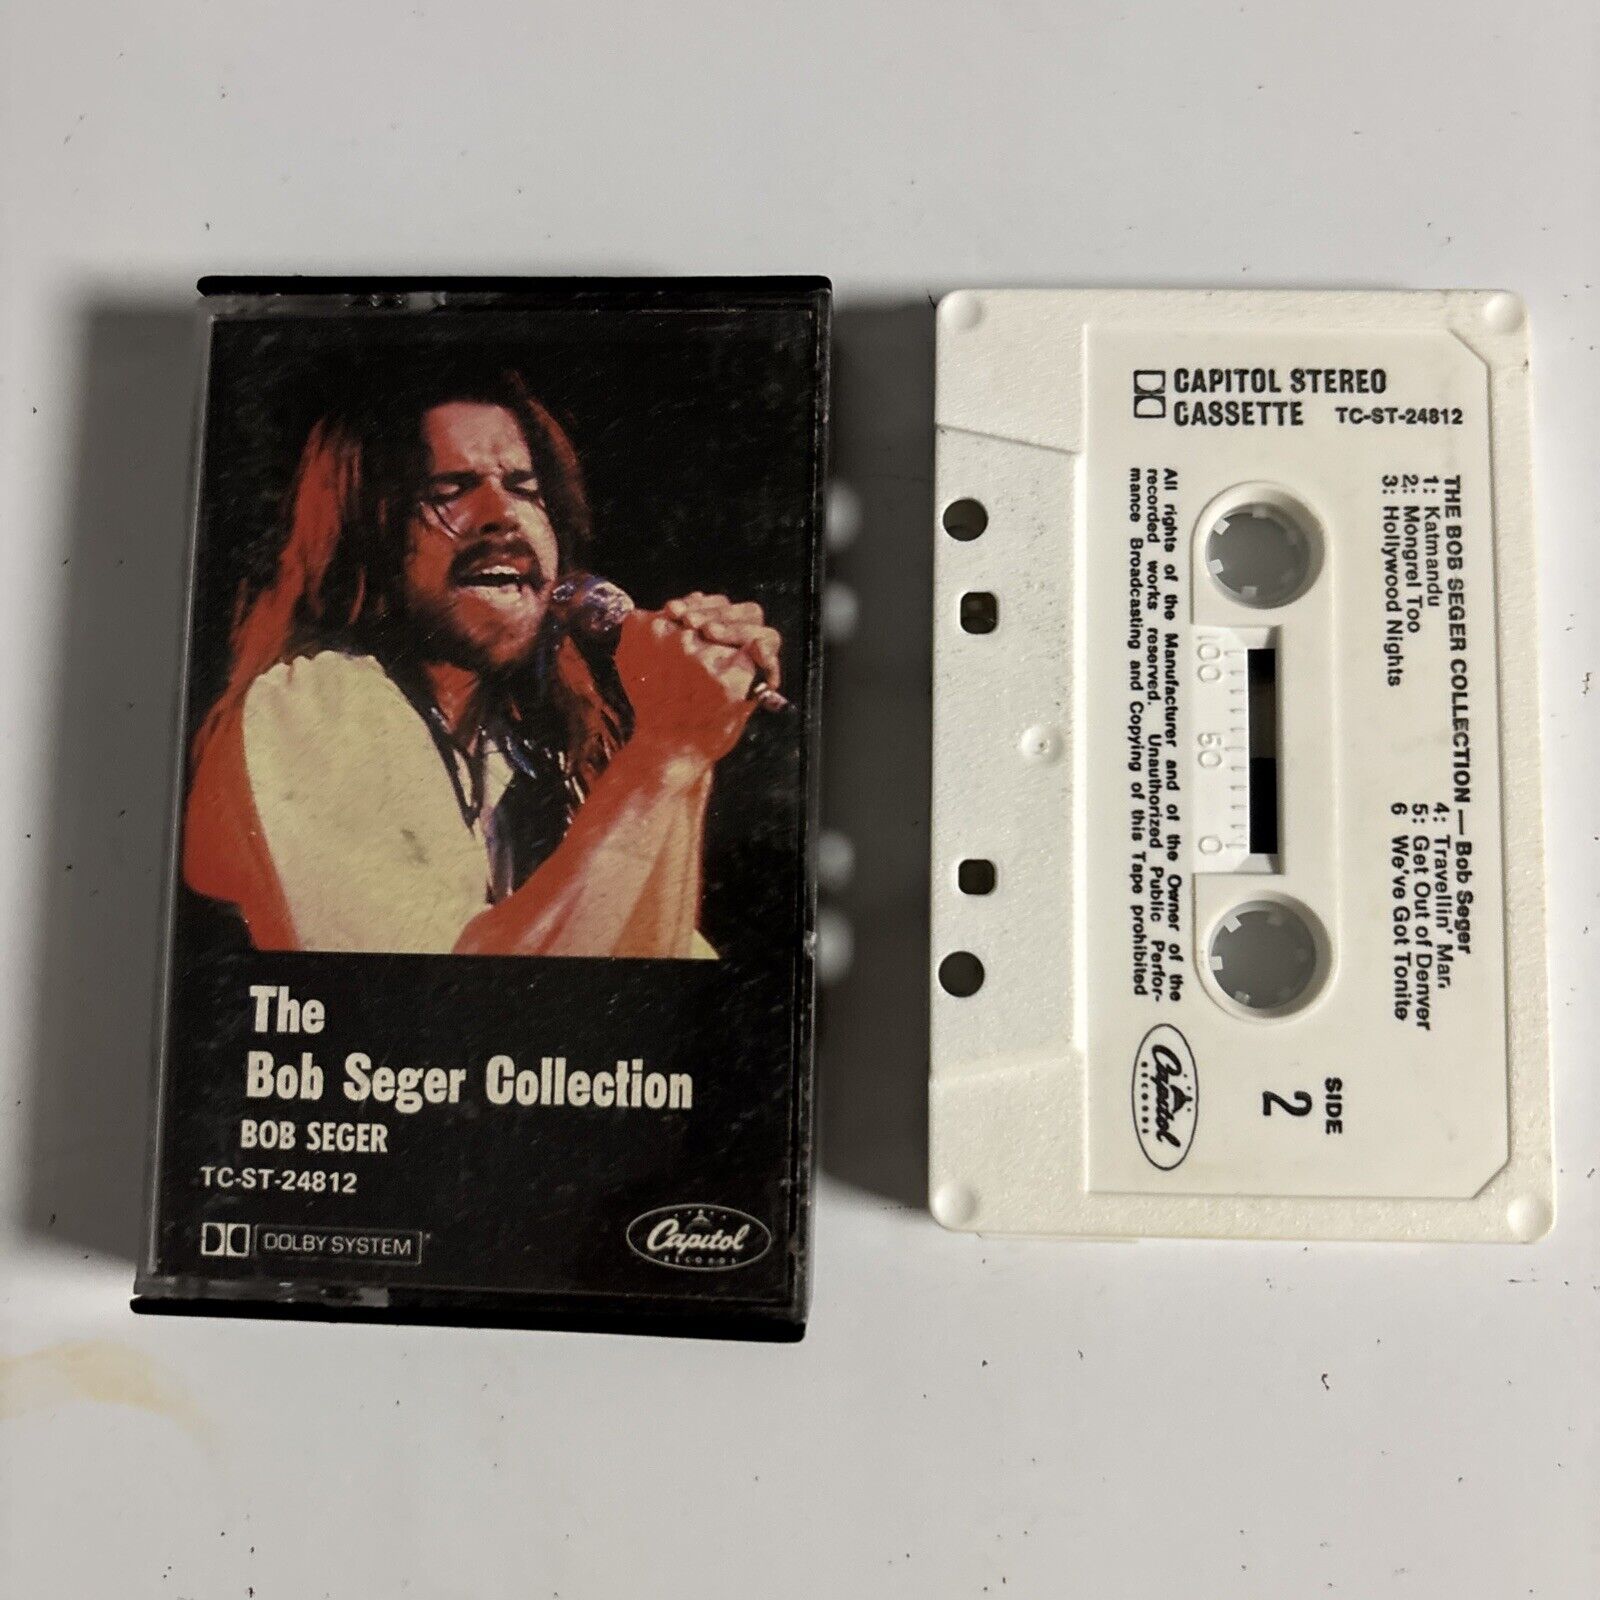 The
Bob Seger Collection
BOB SEGER
TC-ST-24812
DOLBY SYSTEM
Capitol
RECORDS
CAPITOL STEREO
CASSETTE TC-ST-24812
THE BOB SEGER COLLECTION — Bob Seger
1: Katmandu
2: Mongrel Too
3: Hollywood Nights
4: Travellin' Man
5: Get Out of Denver
6 We've Got Tonite
100 50 0
All rights of the Manufacturer and of the Owner of the
recorded works reserved. Unauthorized Public Perfor-
mance Broadcasting and Copying of this Tape prohibited
SIDE
2
Capitol
RECORDS